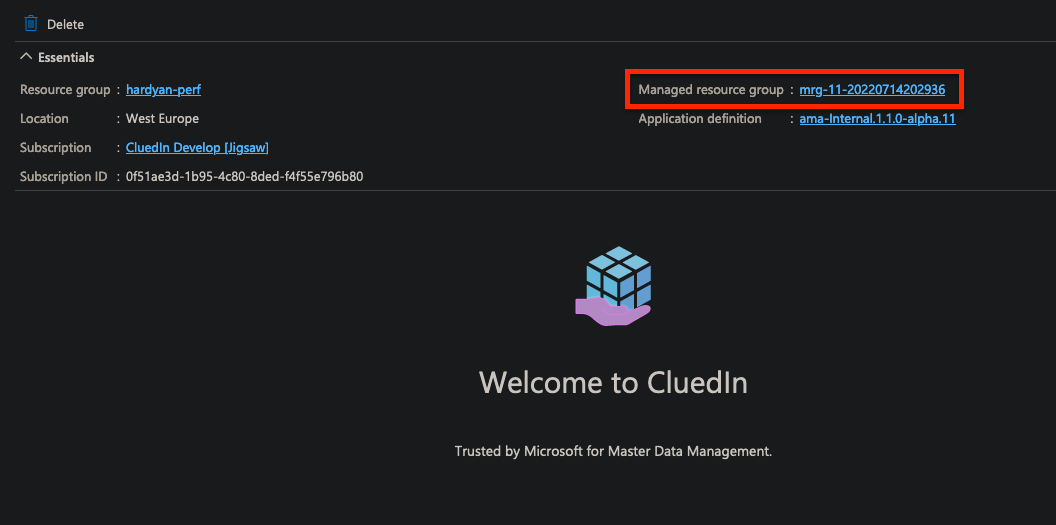 Delete
Essentials
Resource group : hardyan-perf
Managed resource group : mrg-11-20220714202936
Location : West Europe
Application definition : ama-Internal.1.1.0-alpha.11
Subscription : CluedIn Develop [Jigsaw]
Subscription ID : 0f51ae3d-1b95-4c80-8ded-f4f55e796b80
Welcome to CluedIn
Trusted by Microsoft for Master Data Management.